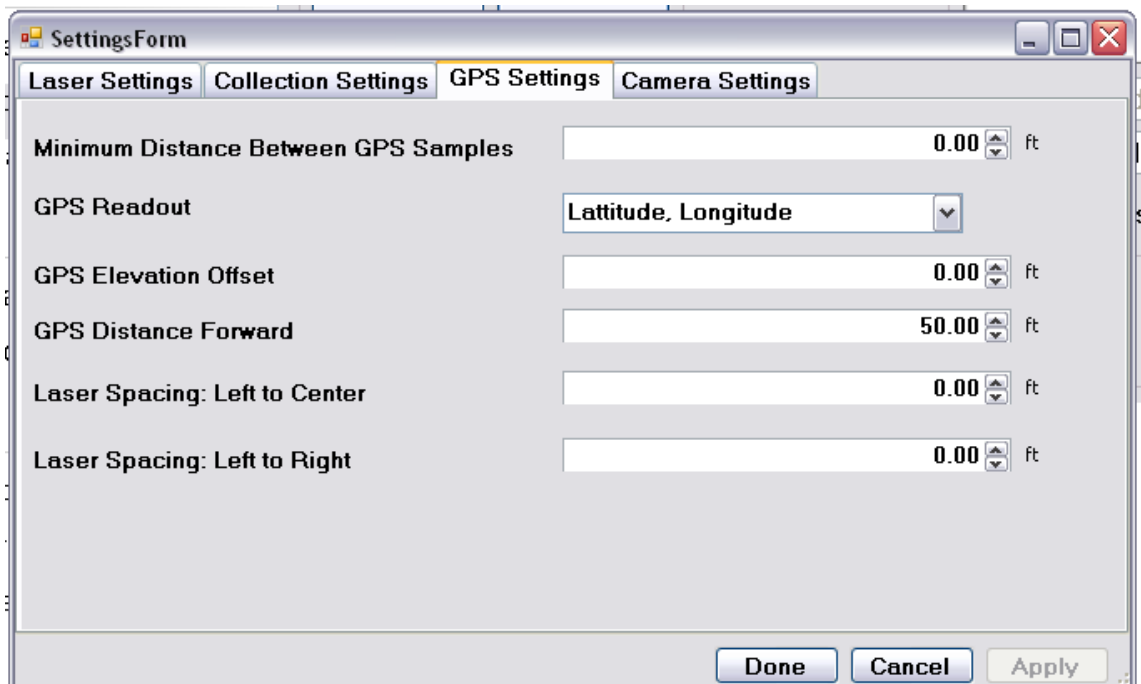 SettingsForm
Laser Settings Collection Settings GPS Settings Camera Settings
Minimum Distance Between GPS Samples 0.00 ft
GPS Readout Lattitude, Longitude
GPS Elevation Offset 0.00 ft
GPS Distance Forward 50.00 ft
Laser Spacing: Left to Center 0.00 ft
Laser Spacing: Left to Right 0.00 ft
Done Cancel Apply